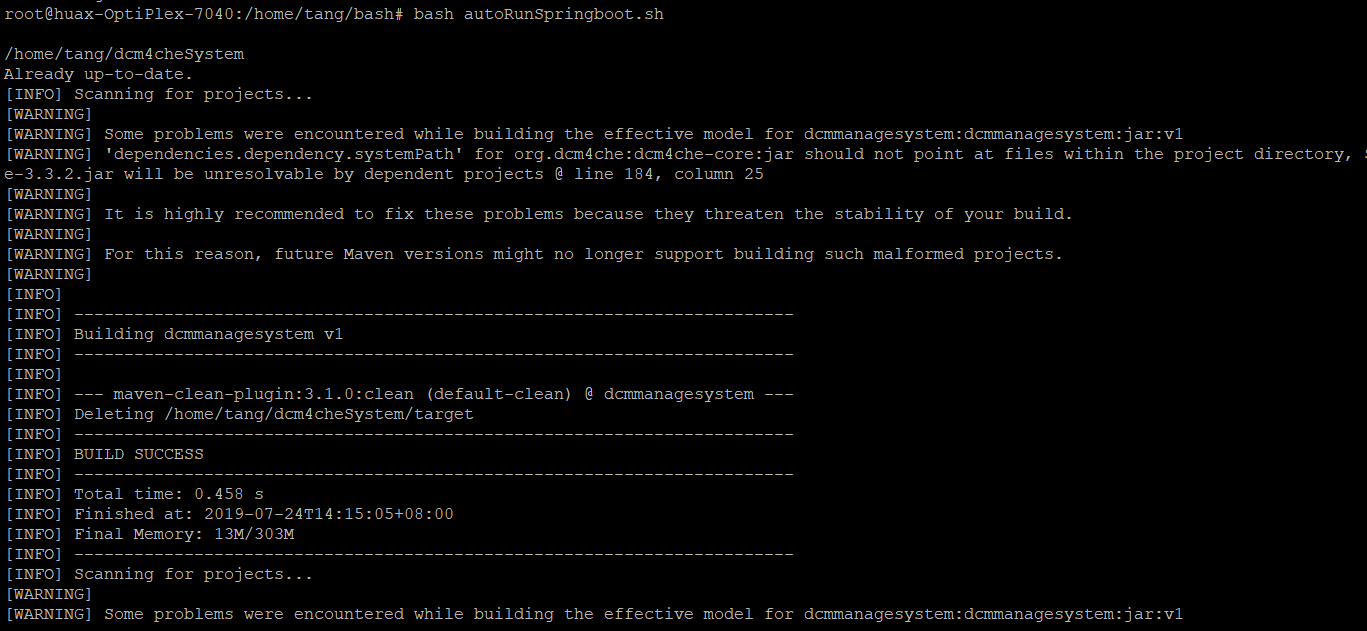 root@huax-OptiPlex-7040:/home/tang/bash# bash autoRunSpringboot.sh
/home/tang/dcm4cheSystem
Already up-to-date.
[INFO] Scanning for projects...
[WARNING]
[WARNING] Some problems were encountered while building the effective model for dcmmanagesystem:dcmmanagesystem:jar:v1
[WARNING] 'dependencies.dependency.systemPath' for org.dcm4che:dcm4che-core:jar should not point at files within the project directory,
e-3.3.2.jar will be unresolvable by dependent projects @ line 184, column 25
[WARNING]
[WARNING] It is highly recommended to fix these problems because they threaten the stability of your build.
[WARNING]
[WARNING] For this reason, future Maven versions might no longer support building such malformed projects.
[WARNING]
[INFO]
[INFO] ------------------------------------------------------------------------
[INFO] Building dcmmanagesystem v1
[INFO] ------------------------------------------------------------------------
[INFO]
[INFO] --- maven-clean-plugin:3.1.0:clean (default-clean) @ dcmmanagesystem ---
[INFO] Deleting /home/tang/dcm4cheSystem/target
[INFO] ------------------------------------------------------------------------
[INFO] BUILD SUCCESS
[INFO] ------------------------------------------------------------------------
[INFO] Total time: 0.458 s
[INFO] Finished at: 2019-07-24T14:15:05+08:00
[INFO] Final Memory: 13M/303M
[INFO] ------------------------------------------------------------------------
[INFO] Scanning for projects...
[WARNING]
[WARNING] Some problems were encountered while building the effective model for dcmmanagesystem:dcmmanagesystem:jar:v1